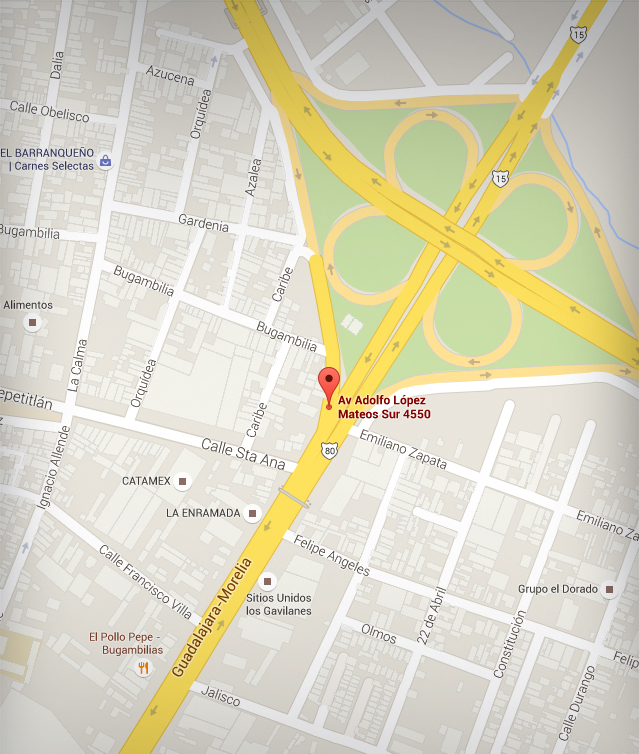 15
Dalia
Azucena
Orquídea
Calle Obelisco
EL BARRANQUEÑO
| Carnes Selectas
Azalea
15
Gardenia
Bugambilia
Caribe
Bugambilia
Alimentos
Bugambilia
La Calma
Orquídea
Av Adolfo López
Mateos Sur 4550
epetitlán
Caribe
Calle Sta Ana
80
Emiliano Zapata
Ignacio Allende
CATAMEX
LA ENRAMADA
Emiliano Za
Felipe Angeles
Calle Francisco Villa
Guadalajara-Morelia
Sitios Unidos
los Gavilanes
Grupo el Dorado
22 de Abril
Constitución
Olmos
El Pollo Pepe -
Bugambilias
Felip
Calle Durango
Jalisco